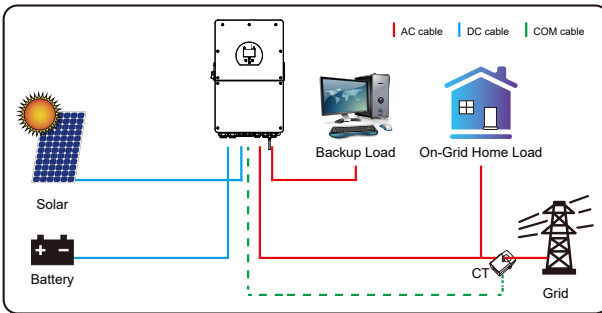 AC cable
DC cable
COM cable
Backup Load
On-Grid Home Load
Solar
Battery
CT
Grid